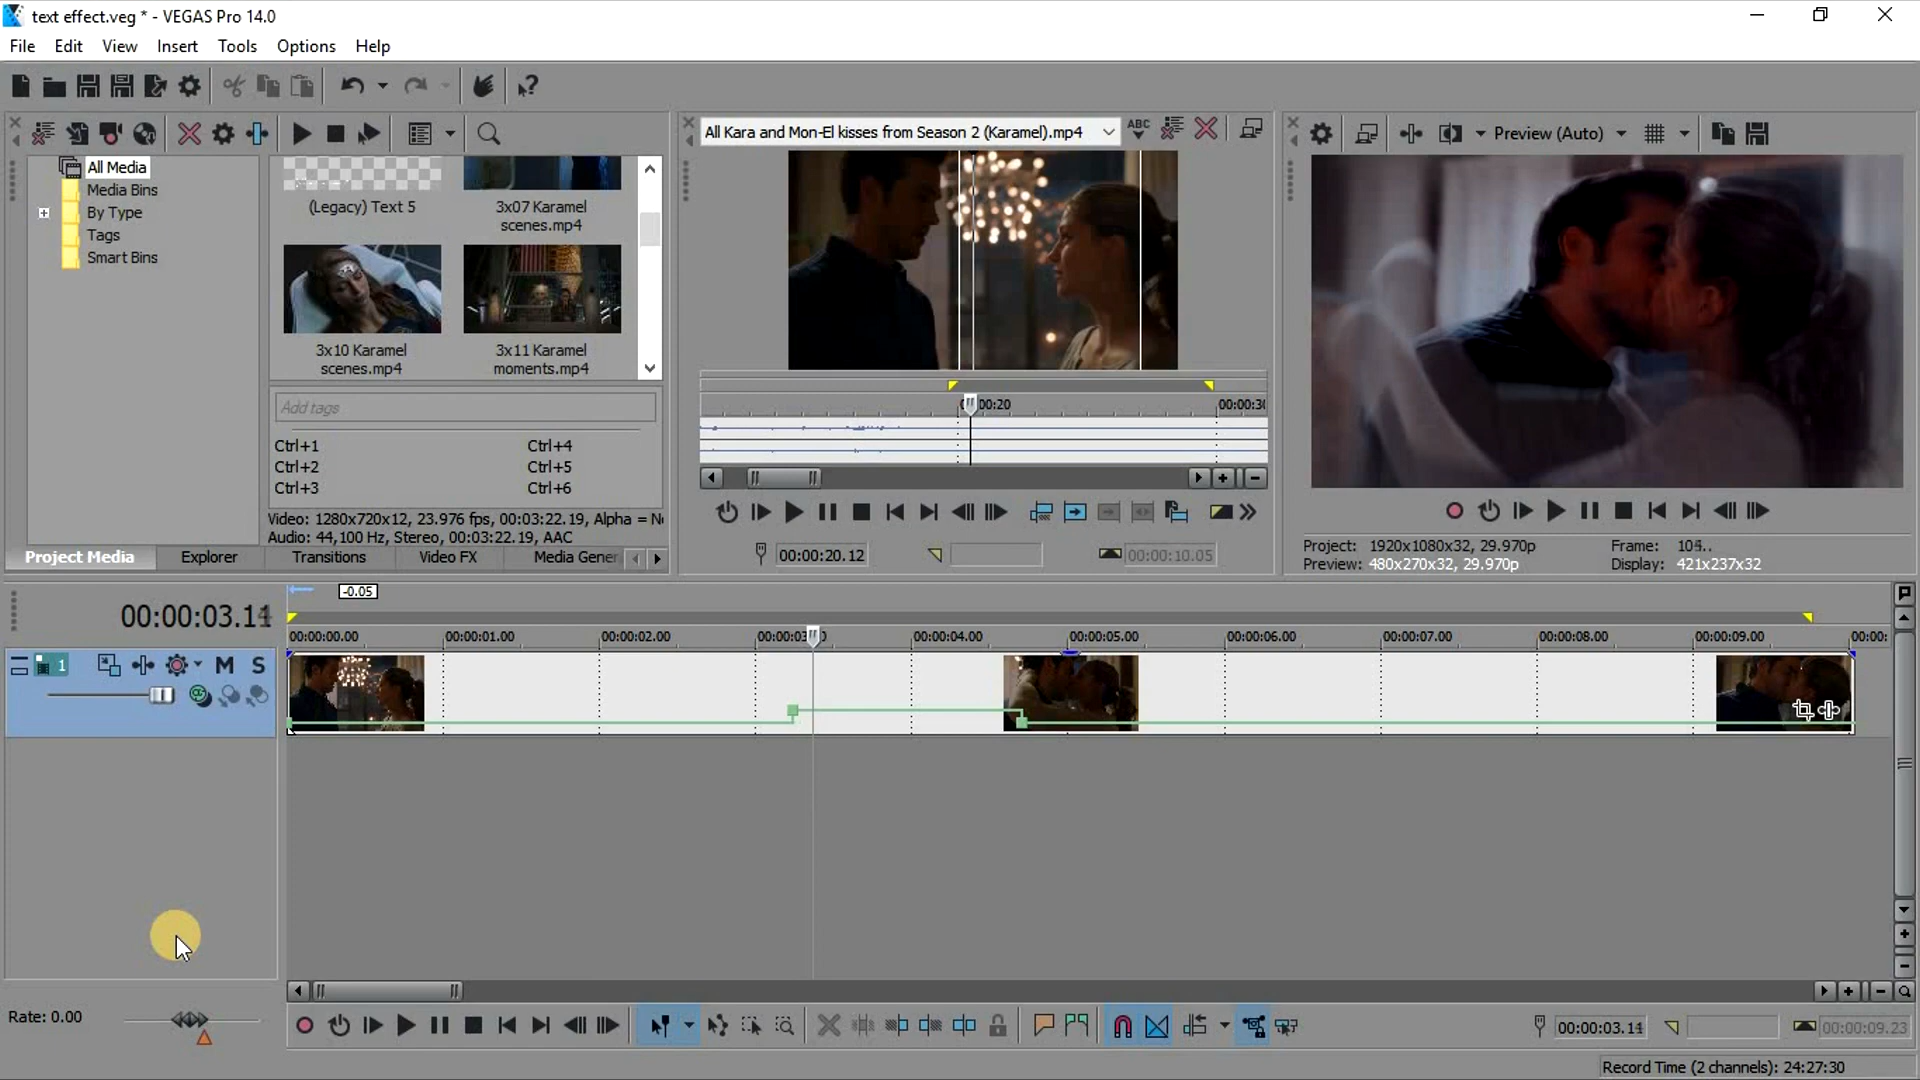 text effect.veg * - VEGAS Pro 14.0
File Edit View Insert Tools Options Help
All Media
Media Bins
By Type
Tags
Smart Bins
(Legacy) Text 5
3x07 Karamel
scenes.mp4
3x10 Karamel
scenes.mp4
3x11 Karamel
moments.mp4
Add tags
Ctrl+1 Ctrl+4
Ctrl+2 Ctrl+5
Ctrl+3 Ctrl+6
Video: 1280x720x12, 23.976 fps, 00:03:22.19, Alpha = N
Audio: 44,100 Hz, Stereo, 00:03:22.19, AAC
Project Media Explorer Transitions Video FX Media Gener
All Kara and Mon-El kisses from Season 2 (Karamel).mp4
ABC
00:20 00:00:30
00:00:20.12 00:00:10.05
Preview (Auto)
Project: 1920x1080x32, 29.970p Frame:
Preview: 480x270x32, 29.970p Display: 421x237x32
-0.05
00:00:00.00 00:00:01.00 00:00:02.00 00:00:03 00:00:04.00 00:00:05.00 00:00:06.00 00:00:07.00 00:00:08.00 00:00:09.00 00:00:
1 M S
Rate: 0.00
00:00:03.14 00:00:09.23
Record Time (2 channels): 24:27:30